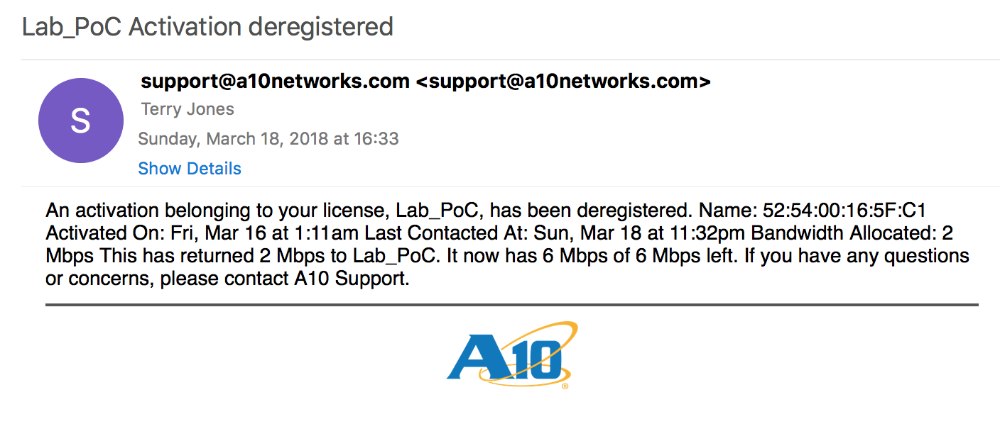 Lab_PoC Activation deregistered
support@a10networks.com <support@a10networks.com>
S
Terry Jones
Sunday, March 18, 2018 at 16:33
Show Details
An activation belonging to your license, Lab_PoC, has been deregistered. Name: 52:54:00:16:5F:C1
Activated On: Fri, Mar 16 at 1:11am Last Contacted At: Sun, Mar 18 at 11:32pm Bandwidth Allocated: 2
Mbps This has returned 2 Mbps to Lab_PoC. It now has 6 Mbps of 6 Mbps left. If you have any questions
or concerns, please contact A10 Support.
A10
®